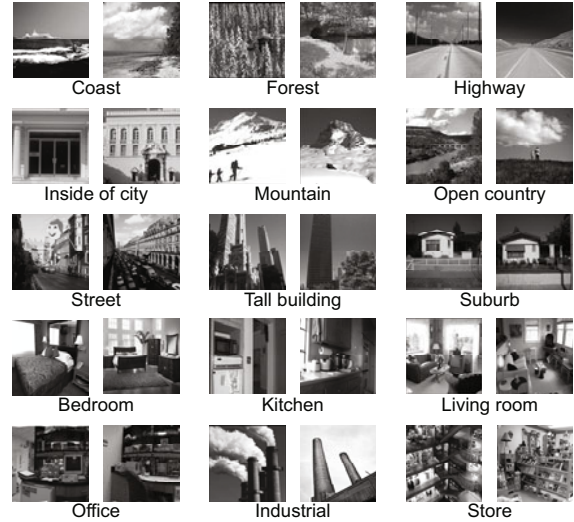 Coast Forest Highway
Inside of city Mountain Open country
Street Tall building Suburb
Bedroom Kitchen Living room
Office Industrial Store